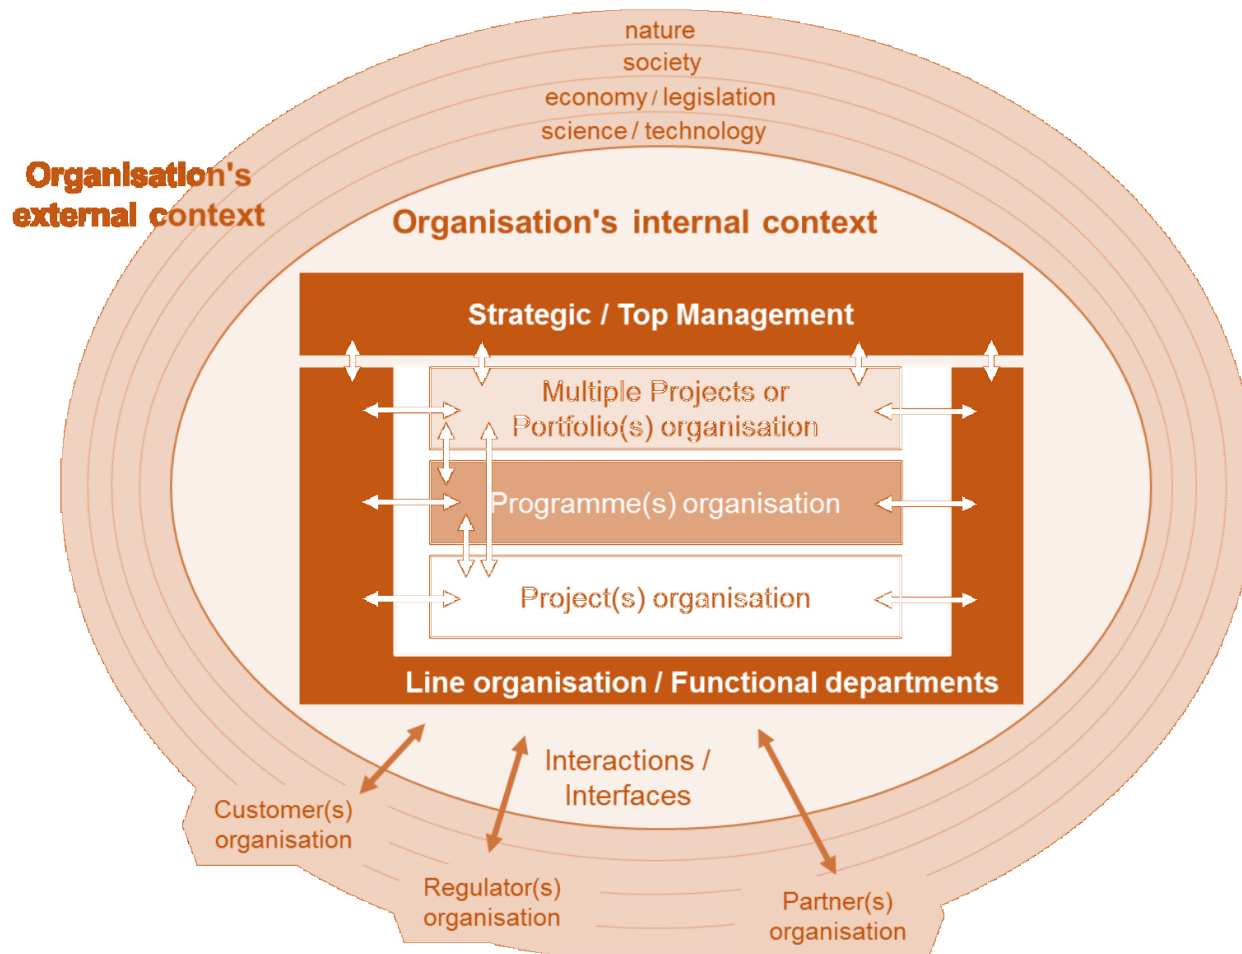 nature
society
economy / legislation
science / technology
Organisation's
external context
Organisation's internal context
Strategic / Top Management
Multiple Projects or
Portfolio(s) organisation
Programme(s) organisation
Project(s) organisation
Line organisation / Functional departments
Interactions /
Interfaces
Customer(s)
organisation
Regulator(s)
organisation
Partner(s)
organisation